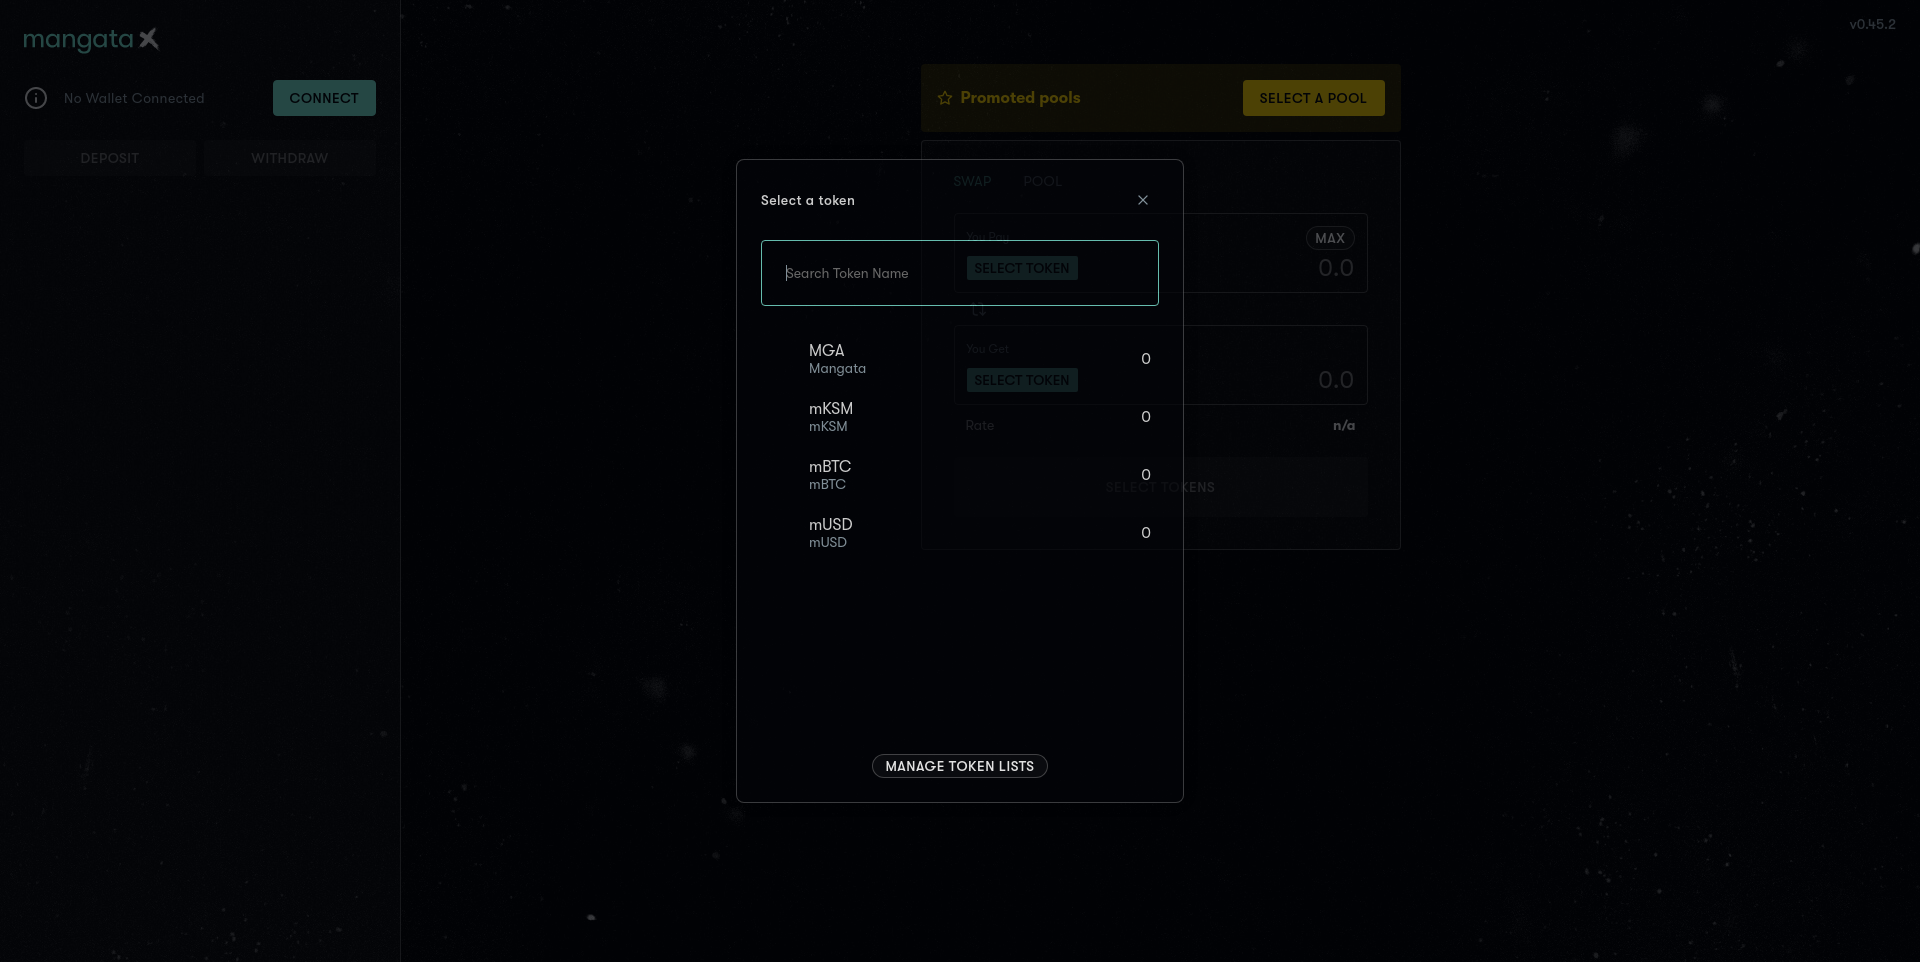 mangata
v0.45.2
No Wallet Connected
CONNECT
DEPOSIT
WITHDRAW
Promoted pools
SELECT A POOL
SWAP
POOL
Select a token
You Pay
MAX
Search Token Name
SELECT TOKEN
0.0
MGA
Mangata
0
You Get
SELECT TOKEN
0.0
mKSM
mKSM
0
Rate
n/a
mBTC
mBTC
0
SELECT TOKENS
mUSD
mUSD
0
MANAGE TOKEN LISTS